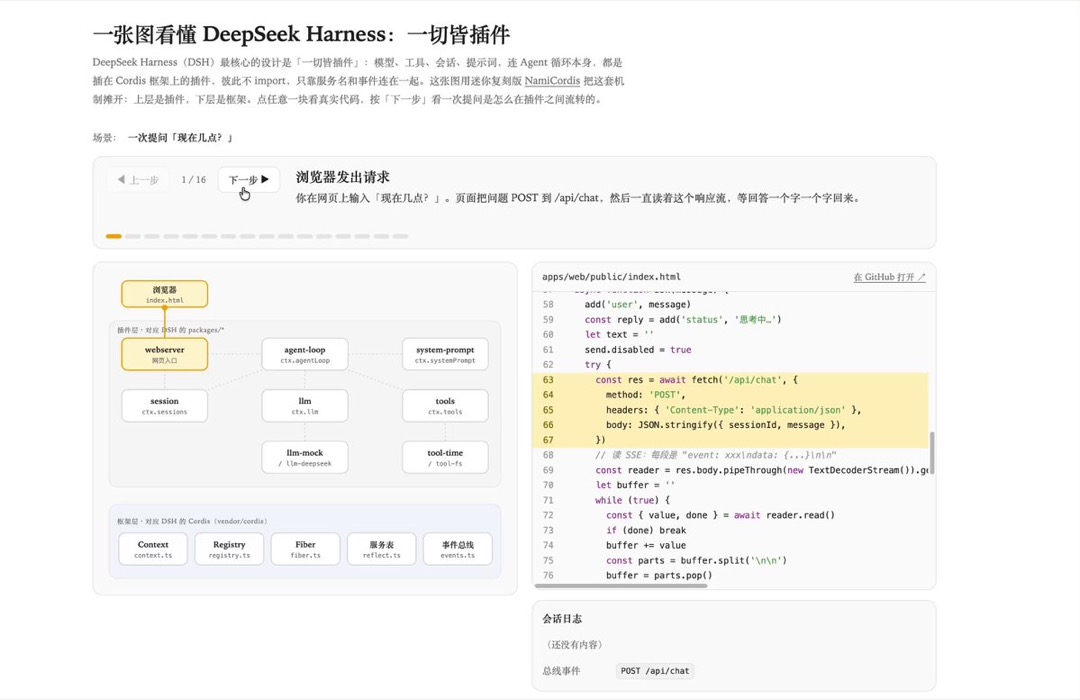 一张图看懂 DeepSeek Harness：一切皆插件
DeepSeek Harness（DSH）最核心的设计是「一切皆插件」：模型、工具、会话、提示词，连 Agent 循环本身，都是
插在 Cordis 框架上的插件，彼此不 import，只靠服务名和事件连在一起。这张图用迷你复刻版 NamiCordis 把这套机
制摊开：上层是插件，下层是框架。点任意一块看真实代码，按「下一步」看一次提问是怎么在插件之间流转的。
场景： 一次提问「现在几点？」
◀ 上一步 1 / 16 下一步 ▶
浏览器发出请求
你在网页上输入「现在几点？」。页面把问题 POST 到 /api/chat，然后一直读着这个响应流，等回答一个字一个字回来。
浏览器
index.html
插件层 · 对应 DSH 的 packages/*
webserver
网页入口
agent-loop
ctx.agentLoop
system-prompt
ctx.systemPrompt
session
ctx.sessions
llm
ctx.llm
tools
ctx.tools
llm-mock
/ llm-deepseek
tool-time
/ tool-fs
框架层 · 对应 DSH 的 Cordis（vendor/cordis）
Context
context.ts
Registry
registry.ts
Fiber
fiber.ts
服务表
reflect.ts
事件总线
events.ts
apps/web/public/index.html 在 GitHub 打开 ↗
58 add('user', message)
59 const reply = add('status', '思考中…')
60 let text = ''
61 send.disabled = true
62 try {
63 const res = await fetch('/api/chat', {
64 method: 'POST',
65 headers: { 'Content-Type': 'application/json' },
66 body: JSON.stringify({ sessionId, message }),
67 })
68 // 读 SSE：每段是 "event: xxx\ndata: {...}\n\n"
69 const reader = res.body.pipeThrough(new TextDecoderStream()).ge
70 let buffer = ''
71 while (true) {
72 const { value, done } = await reader.read()
73 if (done) break
74 buffer += value
75 const parts = buffer.split('\n\n')
76 buffer = parts.pop()
会话日志
（还没有内容）
总线事件 POST /api/chat